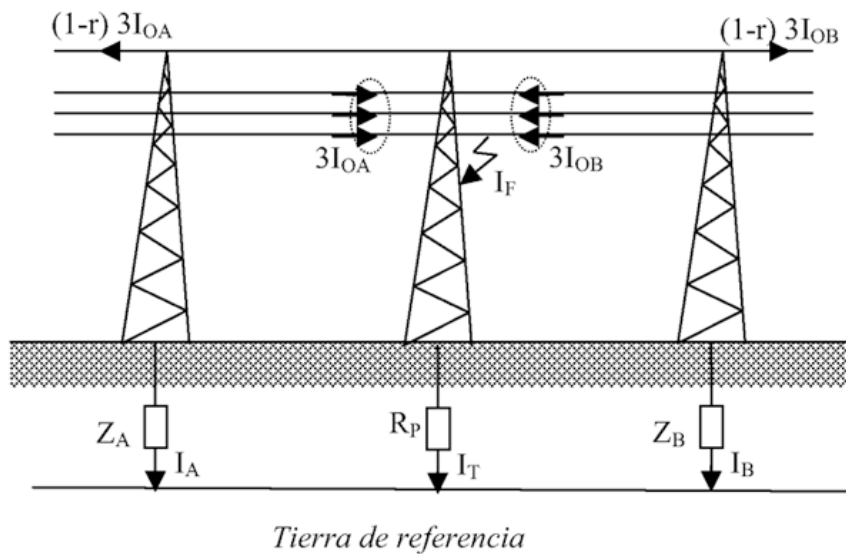 (1-r) 3I_OA
(1-r) 3I_OB
3I_OA
3I_OB
I_F
Z_A
R_P
Z_B
I_A
I_T
I_B
Tierra de referencia